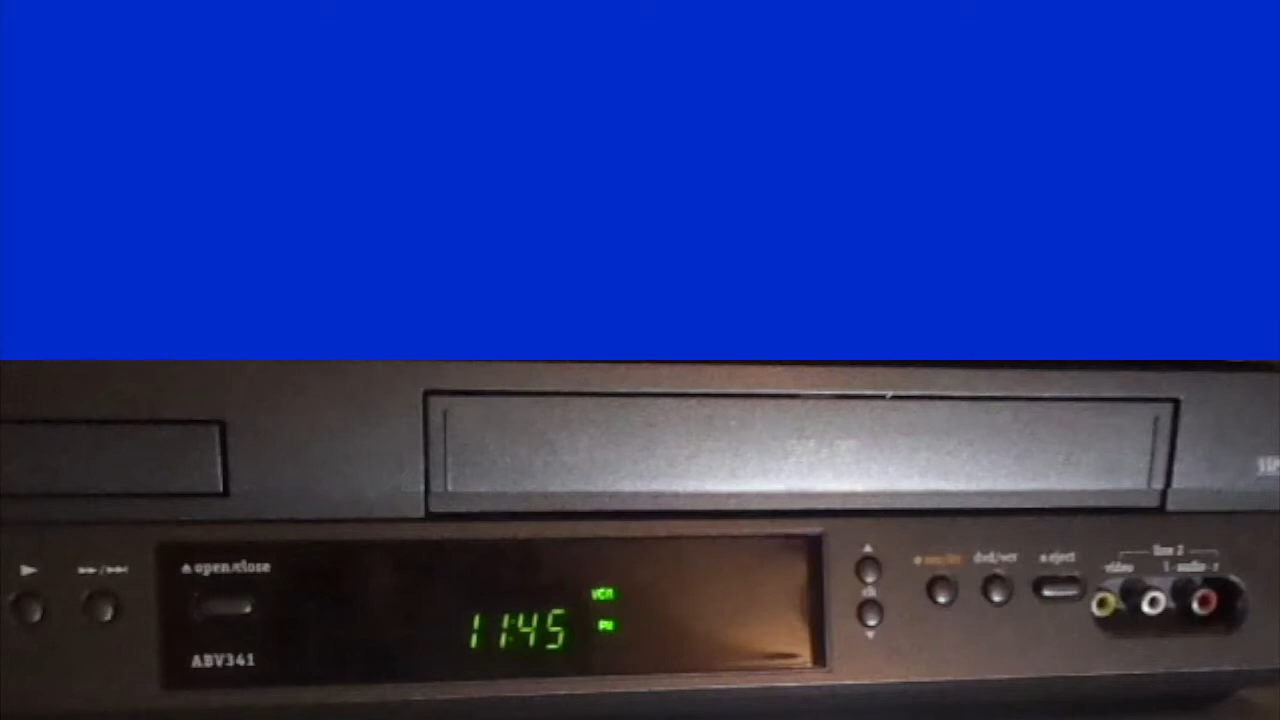 open/close
ABV341
11:45
VCR
PM
dvd/vcr
eject
line 2
video
l - audio - r